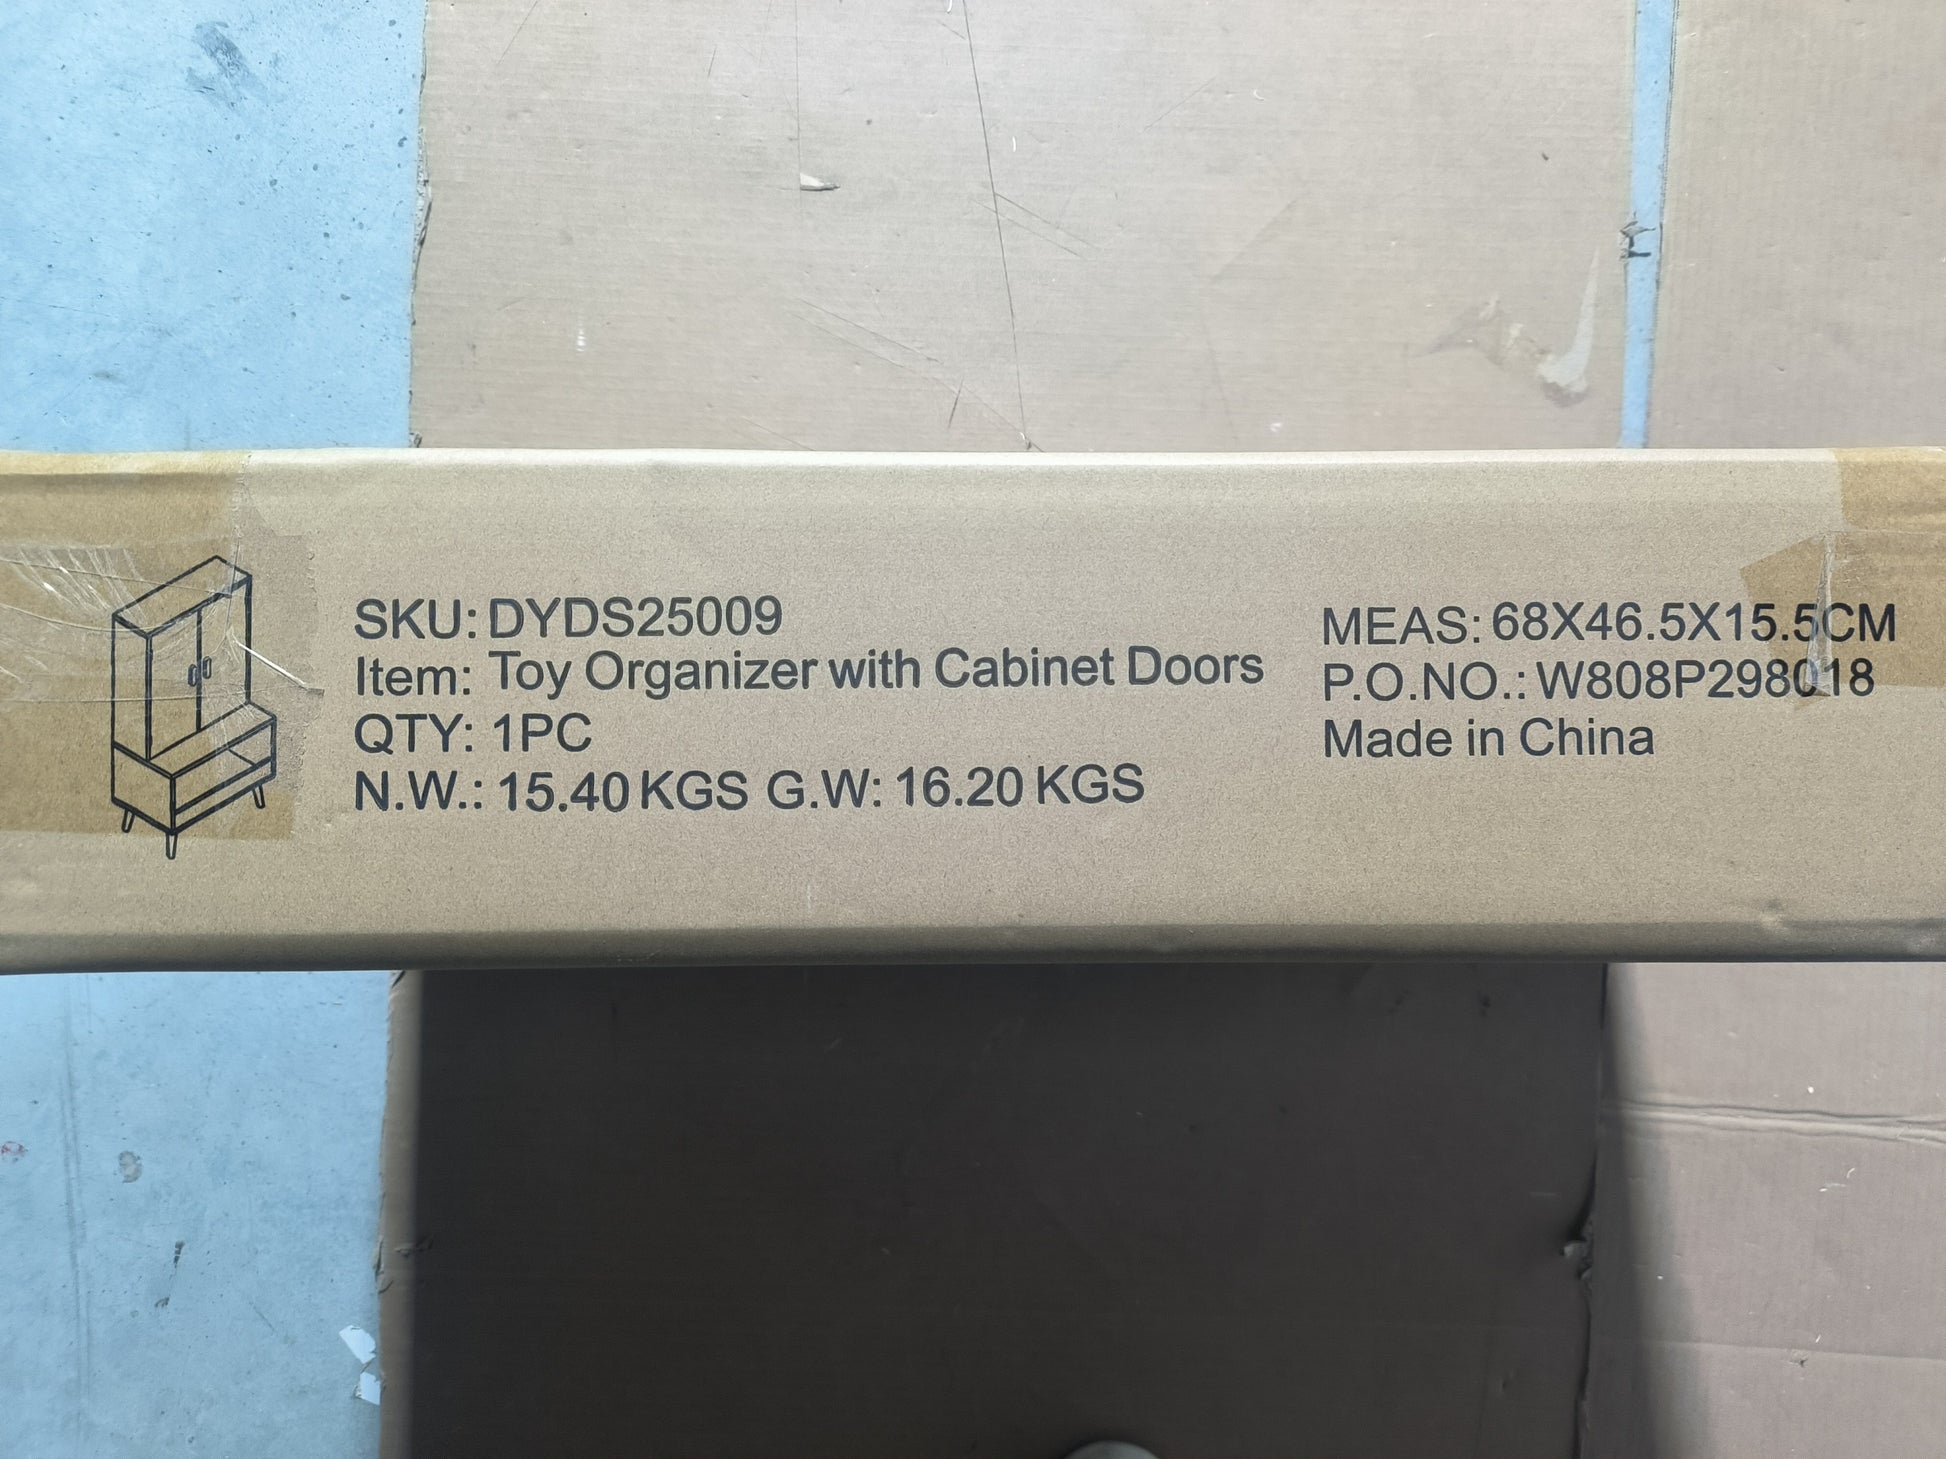 SKU: DYDS25009
Item: Toy Organizer with Cabinet Doors
QTY: 1PC
N.W.: 15.40 KGS G.W: 16.20 KGS
MEAS: 68X46.5X15.5CM
P.O.NO.: W808P298018
Made in China